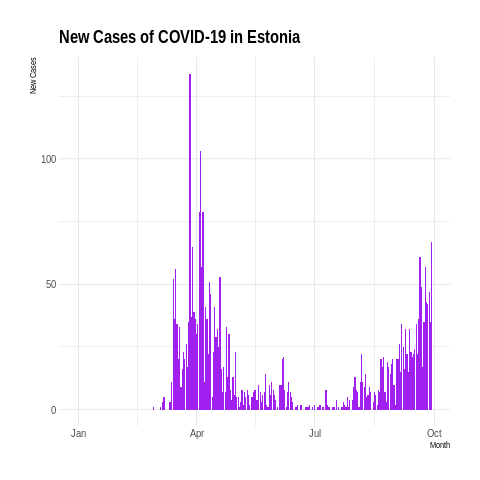 New Cases of COVID-19 in Estonia
New Cases
100
50
0
Jan Apr Jul Oct
Month